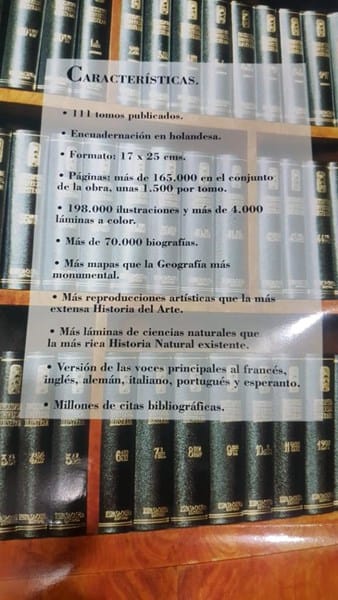 CARACTERÍSTICAS.
• 111 tomos publicados.
• Encuadernación en holandesa.
• Formato: 17 x 25 cms.
• Páginas: más de 165.000 en el conjunto
de la obra, unas 1.500 por tomo.
• 198.000 ilustraciones y más de 4.000
láminas a color.
• Más de 70.000 biografías.
• Más mapas que la Geografía más
monumental.
• Más reproducciones artísticas que la más
extensa Historia del Arte.
• Más láminas de ciencias naturales que
la más rica Historia Natural existente.
• Versión de las voces principales al francés,
inglés, alemán, italiano, portugués y esperanto.
• Millones de citas bibliográficas.